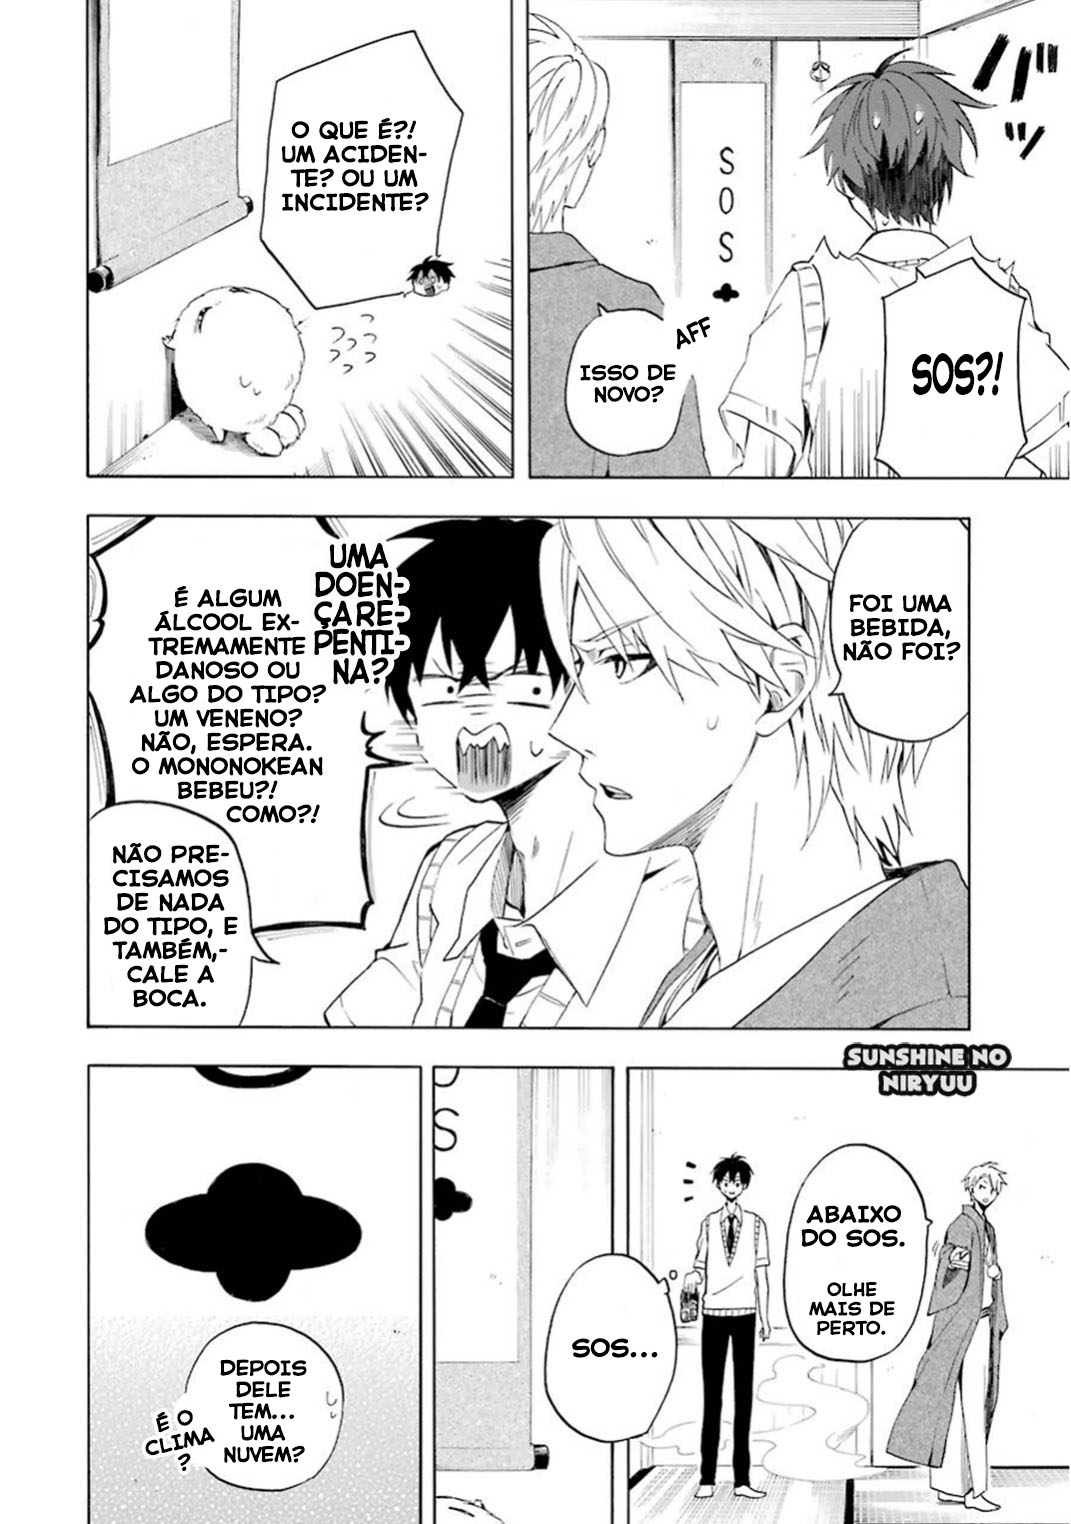 S
O
S
SOS?!
AFF
ISSO DE
NOVO?
O QUE É?!
UM ACIDEN-
TE? OU UM
INCIDENTE?
FOI UMA
BEBIDA,
NÃO FOI?
UMA
DOEN-
ÇA RE-
PENTI-
NA?
É ALGUM
ÁLCOOL EX-
TREMAMENTE
DANOSO OU
ALGO DO TIPO?
UM VENENO?
NÃO, ESPERA.
O MONONOKEAN
BEBEU?!
COMO?!
NÃO PRE-
CISAMOS
DE NADA
DO TIPO, E
TAMBÉM,-
CALE A
BOCA.
SUNSHINE NO
NIRYUU
ABAIXO
DO SOS.
OLHE
MAIS DE
PERTO.
S
SOS...
DEPOIS
DELE
TEM...
UMA
NUVEM?
É O
CLIMA
?